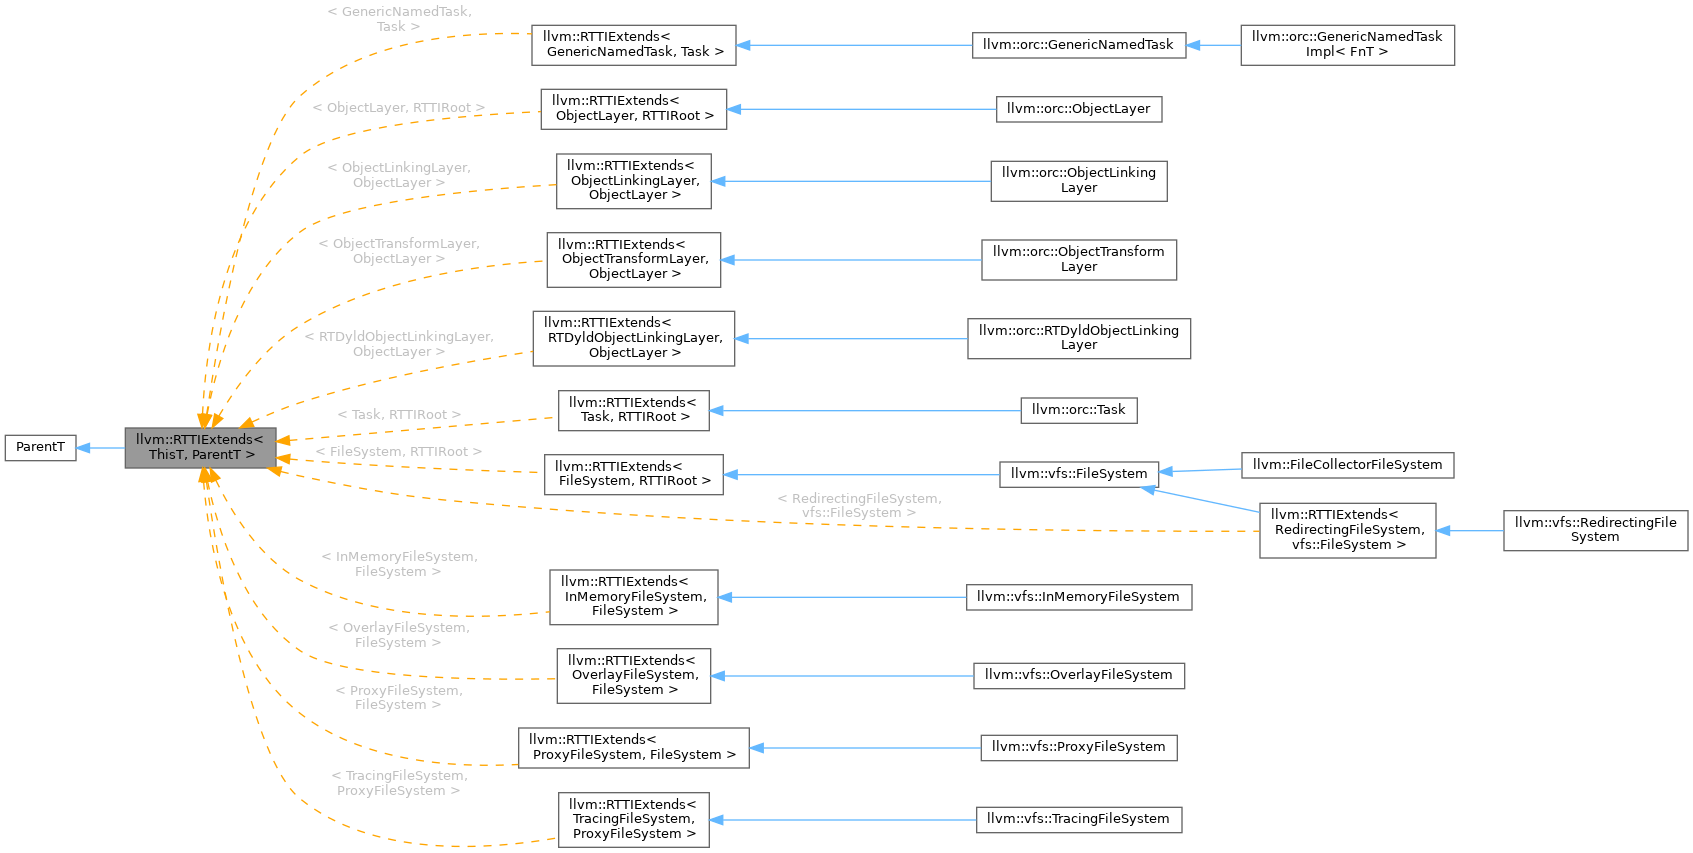 < GenericNamedTask,
Task >
llvm::RTTIExtends<
GenericNamedTask, Task >
llvm::orc::GenericNamedTask
llvm::orc::GenericNamedTask
Impl< FnT >
< ObjectLayer, RTTIRoot >
llvm::RTTIExtends<
ObjectLayer, RTTIRoot >
llvm::orc::ObjectLayer
< ObjectLinkingLayer,
ObjectLayer >
llvm::RTTIExtends<
ObjectLinkingLayer,
ObjectLayer >
llvm::orc::ObjectLinking
Layer
< ObjectTransformLayer,
ObjectLayer >
llvm::RTTIExtends<
ObjectTransformLayer,
ObjectLayer >
llvm::orc::ObjectTransform
Layer
< RTDyldObjectLinkingLayer,
ObjectLayer >
llvm::RTTIExtends<
RTDyldObjectLinkingLayer,
ObjectLayer >
llvm::orc::RTDyldObjectLinking
Layer
< Task, RTTIRoot >
llvm::RTTIExtends<
Task, RTTIRoot >
llvm::orc::Task
ParentT
llvm::RTTIExtends<
ThisT, ParentT >
< FileSystem, RTTIRoot >
llvm::RTTIExtends<
FileSystem, RTTIRoot >
llvm::vfs::FileSystem
llvm::FileCollectorFileSystem
< RedirectingFileSystem,
vfs::FileSystem >
llvm::RTTIExtends<
RedirectingFileSystem,
vfs::FileSystem >
llvm::vfs::RedirectingFile
System
< InMemoryFileSystem,
FileSystem >
llvm::RTTIExtends<
InMemoryFileSystem,
FileSystem >
llvm::vfs::InMemoryFileSystem
< OverlayFileSystem,
FileSystem >
llvm::RTTIExtends<
OverlayFileSystem,
FileSystem >
llvm::vfs::OverlayFileSystem
< ProxyFileSystem,
FileSystem >
llvm::RTTIExtends<
ProxyFileSystem, FileSystem >
llvm::vfs::ProxyFileSystem
< TracingFileSystem,
ProxyFileSystem >
llvm::RTTIExtends<
TracingFileSystem,
ProxyFileSystem >
llvm::vfs::TracingFileSystem